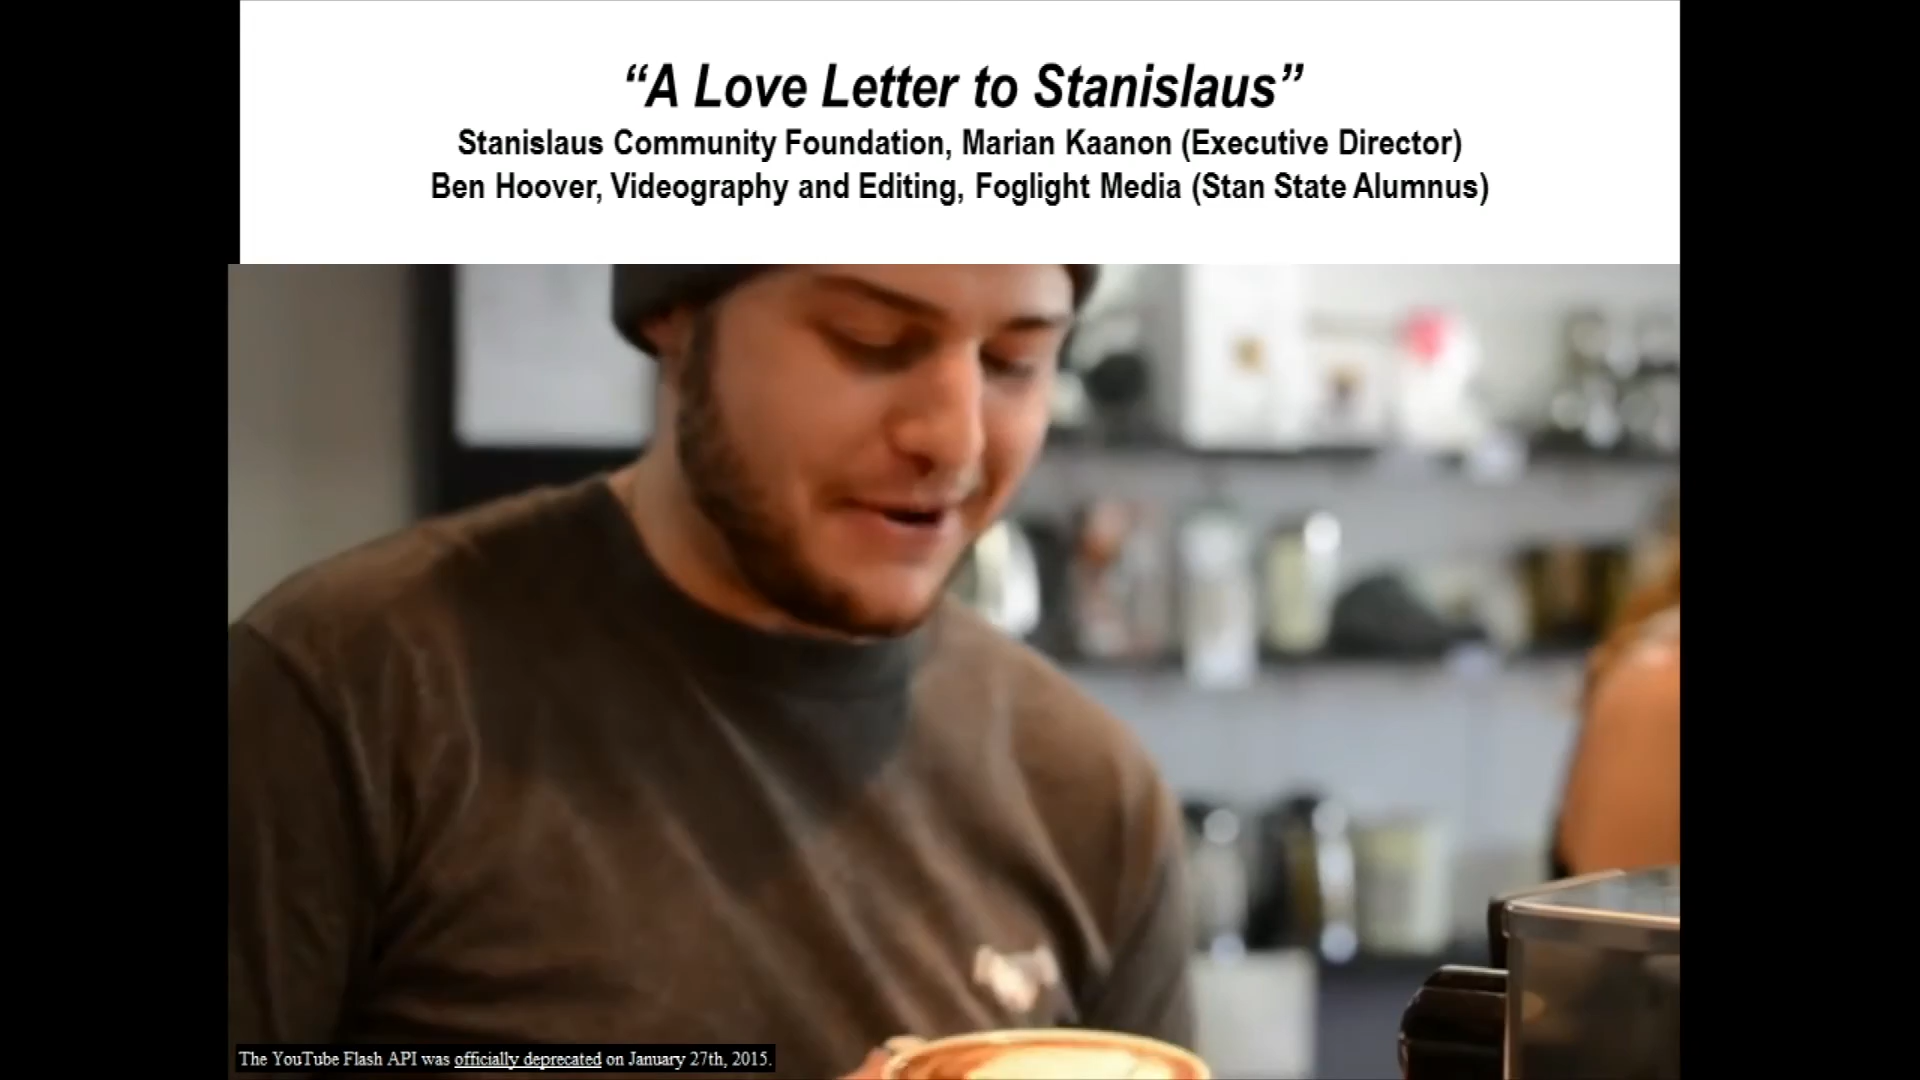 “A Love Letter to Stanislaus”
Stanislaus Community Foundation, Marian Kaanon (Executive Director)
Ben Hoover, Videography and Editing, Foglight Media (Stan State Alumnus)
The YouTube Flash API was officially deprecated on January 27th, 2015.